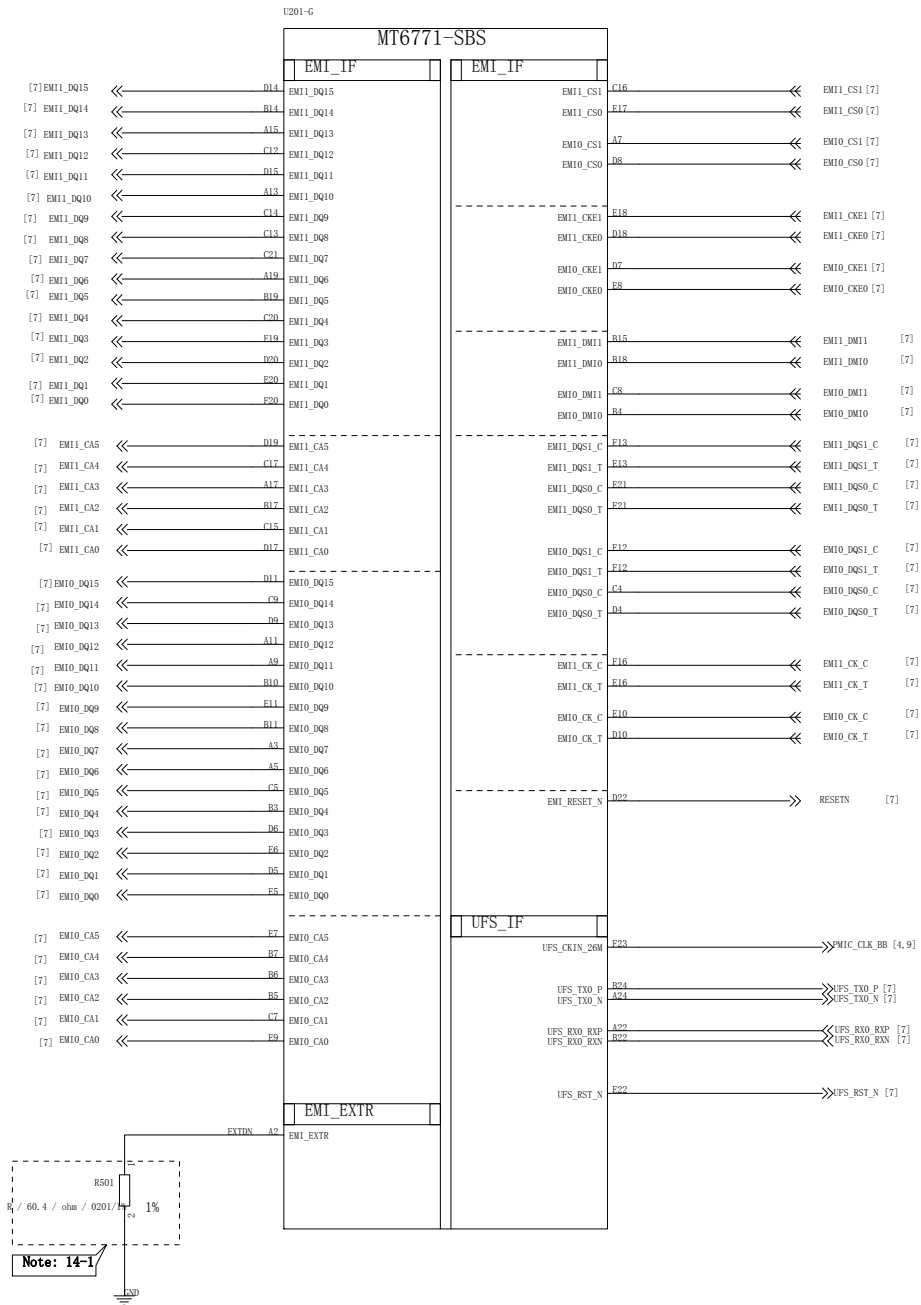 U201-G
MT6771-SBS
EMI_IF EMI_IF
[7] EMI1_DQ15 D14 EMI1_DQ15
[7] EMI1_DQ14 B14 EMI1_DQ14
[7] EMI1_DQ13 A15 EMI1_DQ13
[7] EMI1_DQ12 C12 EMI1_DQ12
[7] EMI1_DQ11 D15 EMI1_DQ11
[7] EMI1_DQ10 A13 EMI1_DQ10
[7] EMI1_DQ9 C14 EMI1_DQ9
[7] EMI1_DQ8 C13 EMI1_DQ8
[7] EMI1_DQ7 C21 EMI1_DQ7
[7] EMI1_DQ6 A19 EMI1_DQ6
[7] EMI1_DQ5 B19 EMI1_DQ5
[7] EMI1_DQ4 C20 EMI1_DQ4
[7] EMI1_DQ3 EMI1_DQ3
[7] EMI1_DQ2 D20 EMI1_DQ2
[7] EMI1_DQ1 EMI1_DQ1
[7] EMI1_DQ0 EMI1_DQ0
[7] EMI1_CA5 D19 EMI1_CA5
[7] EMI1_CA4 C17 EMI1_CA4
[7] EMI1_CA3 A17 EMI1_CA3
[7] EMI1_CA2 B17 EMI1_CA2
[7] EMI1_CA1 C15 EMI1_CA1
[7] EMI1_CA0 D17 EMI1_CA0
[7] EMI0_DQ15 D11 EMI0_DQ15
[7] EMI0_DQ14 C9 EMI0_DQ14
[7] EMI0_DQ13 D9 EMI0_DQ13
[7] EMI0_DQ12 A11 EMI0_DQ12
[7] EMI0_DQ11 A9 EMI0_DQ11
[7] EMI0_DQ10 B10 EMI0_DQ10
[7] EMI0_DQ9 E11 EMI0_DQ9
[7] EMI0_DQ8 B11 EMI0_DQ8
[7] EMI0_DQ7 A3 EMI0_DQ7
[7] EMI0_DQ6 A5 EMI0_DQ6
[7] EMI0_DQ5 C5 EMI0_DQ5
[7] EMI0_DQ4 B3 EMI0_DQ4
[7] EMI0_DQ3 D6 EMI0_DQ3
[7] EMI0_DQ2 E6 EMI0_DQ2
[7] EMI0_DQ1 D5 EMI0_DQ1
[7] EMI0_DQ0 E5 EMI0_DQ0
[7] EMI0_CA5 E7 EMI0_CA5
[7] EMI0_CA4 B7 EMI0_CA4
[7] EMI0_CA3 B6 EMI0_CA3
[7] EMI0_CA2 B5 EMI0_CA2
[7] EMI0_CA1 C7 EMI0_CA1
[7] EMI0_CA0 E9 EMI0_CA0
EMI_EXTR
EXTDN A2 EMI_EXTR
1
R501
R / 60.4 / ohm / 0201/1% 1%
2
Note: 14-1
GND
EMI1_CS1 C16 EMI1_CS1 [7]
EMI1_CS0 E17 EMI1_CS0 [7]
EMI0_CS1 A7 EMI0_CS1 [7]
EMI0_CS0 D8 EMI0_CS0 [7]
EMI1_CKE1 E18 EMI1_CKE1 [7]
EMI1_CKE0 D18 EMI1_CKE0 [7]
EMI0_CKE1 D7 EMI0_CKE1 [7]
EMI0_CKE0 E8 EMI0_CKE0 [7]
EMI1_DMI1 B15 EMI1_DMI1 [7]
EMI1_DMI0 B18 EMI1_DMI0 [7]
EMI0_DMI1 C8 EMI0_DMI1 [7]
EMI0_DMI0 B4 EMI0_DMI0 [7]
EMI1_DQS1_C EMI1_DQS1_C [7]
EMI1_DQS1_T EMI1_DQS1_T [7]
EMI1_DQS0_C EMI1_DQS0_C [7]
EMI1_DQS0_T EMI1_DQS0_T [7]
EMI0_DQS1_C EMI0_DQS1_C [7]
EMI0_DQS1_T EMI0_DQS1_T [7]
EMI0_DQS0_C C4 EMI0_DQS0_C [7]
EMI0_DQS0_T D4 EMI0_DQS0_T [7]
EMI1_CK_C F16 EMI1_CK_C [7]
EMI1_CK_T E16 EMI1_CK_T [7]
EMI0_CK_C E10 EMI0_CK_C [7]
EMI0_CK_T D10 EMI0_CK_T [7]
EMI_RESET_N D22 RESETN [7]
UFS_IF
UFS_CKIN_26M PMIC_CLK_BB [4,9]
UFS_TX0_P B24 UFS_TX0_P [7]
UFS_TX0_N A24 UFS_TX0_N [7]
UFS_RX0_RXP A22 UFS_RX0_RXP [7]
UFS_RX0_RXN B22 UFS_RX0_RXN [7]
UFS_RST_N E22 UFS_RST_N [7]